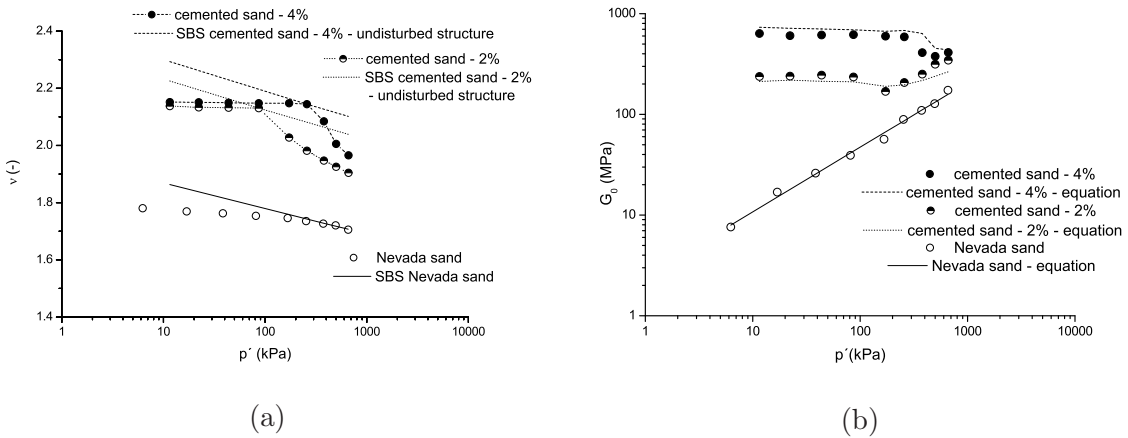 cemented sand - 4%
SBS cemented sand - 4% - undisturbed structure
cemented sand - 2%
SBS cemented sand - 2%
- undisturbed structure
Nevada sand
SBS Nevada sand
2.4
2.2
2.0
1.8
1.6
1.4
ν (-)
1
10
100
1000
10000
p´ (kPa)
(a)
1000
100
10
1
G0 (MPa)
cemented sand - 4%
cemented sand - 4% - equation
cemented sand - 2%
cemented sand - 2% - equation
Nevada sand
Nevada sand - equation
1
10
100
1000
10000
p´(kPa)
(b)